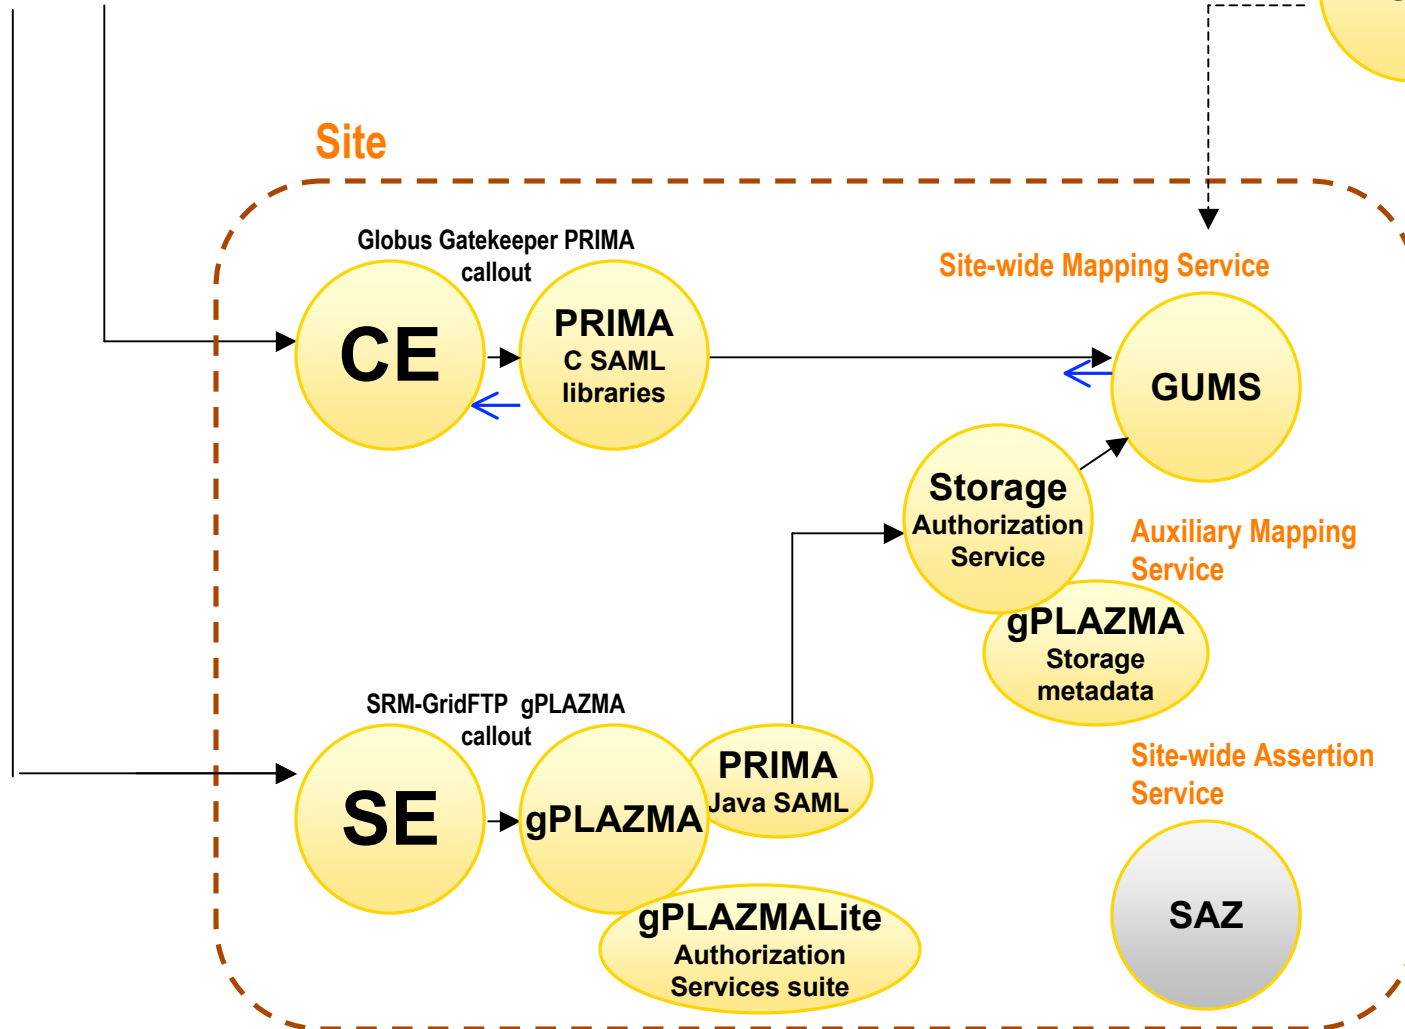 Site
Globus Gatekeeper PRIMA
callout
Site-wide Mapping Service
CE
PRIMA
C SAML
libraries
GUMS
Storage
Authorization
Service
Auxiliary Mapping
Service
gPLAZMA
Storage
metadata
SRM-GridFTP gPLAZMA
callout
SE
gPLAZMA
PRIMA
Java SAML
gPLAZMALite
Authorization
Services suite
Site-wide Assertion
Service
SAZ